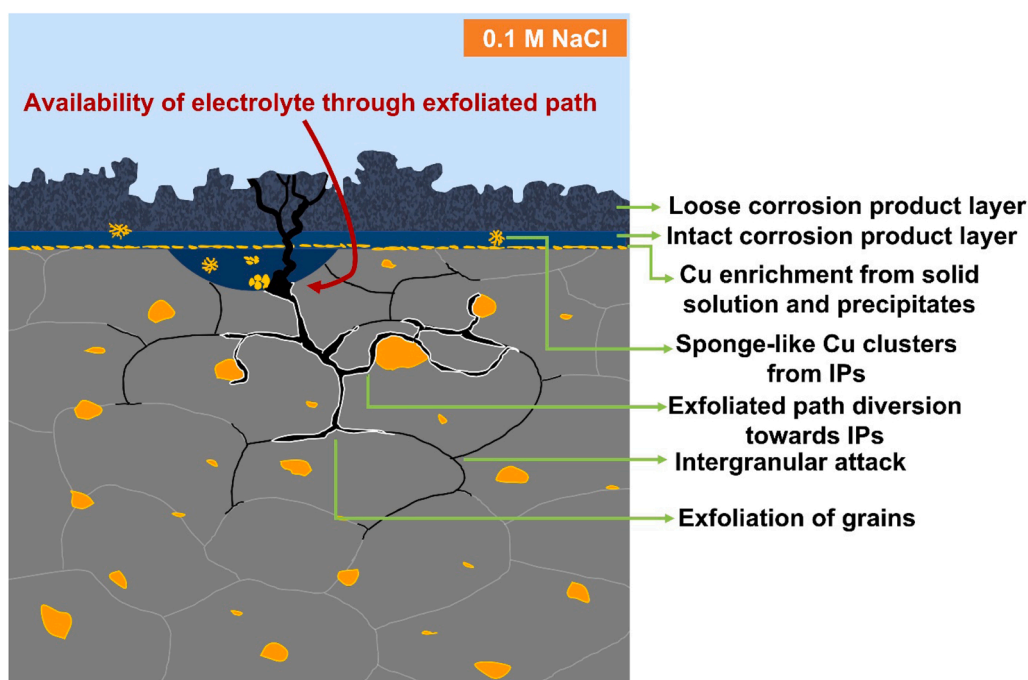 0.1 M NaCl
Availability of electrolyte through exfoliated path
Loose corrosion product layer
Intact corrosion product layer
Cu enrichment from solid
solution and precipitates
Sponge-like Cu clusters
from IPs
Exfoliated path diversion
towards IPs
Intergranular attack
Exfoliation of grains